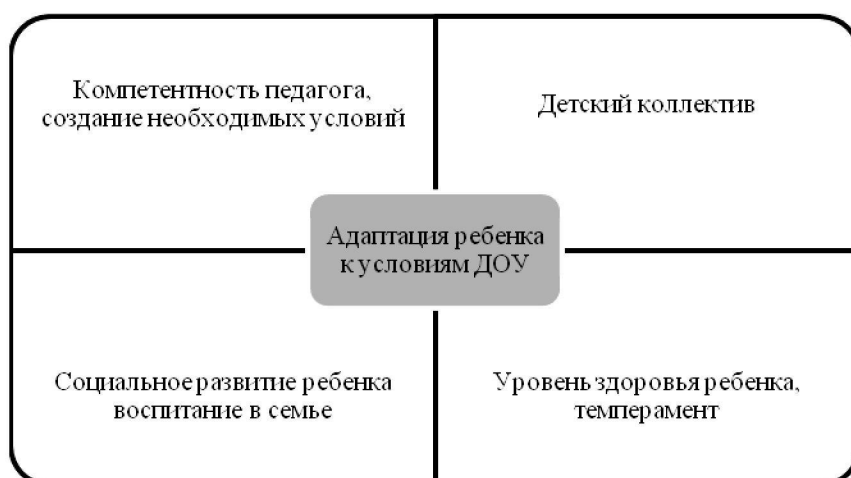 Компетентность педагога,
создание необходимых условий
Детский коллектив
Адаптация ребенка
к условиям ДОУ
Социальное развитие ребенка
воспитание в семье
Уровень здоровья ребенка,
темперамент